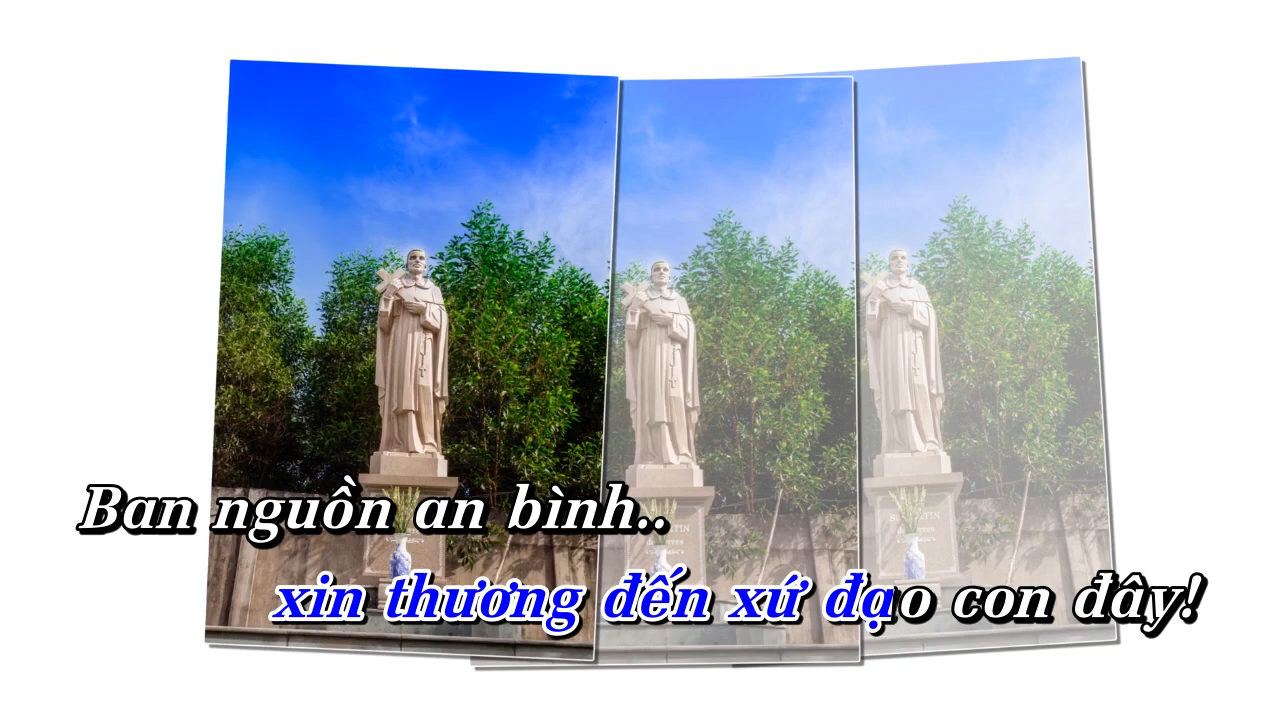 Ban nguồn an bình..
xin thương đến xứ đạo con đây!